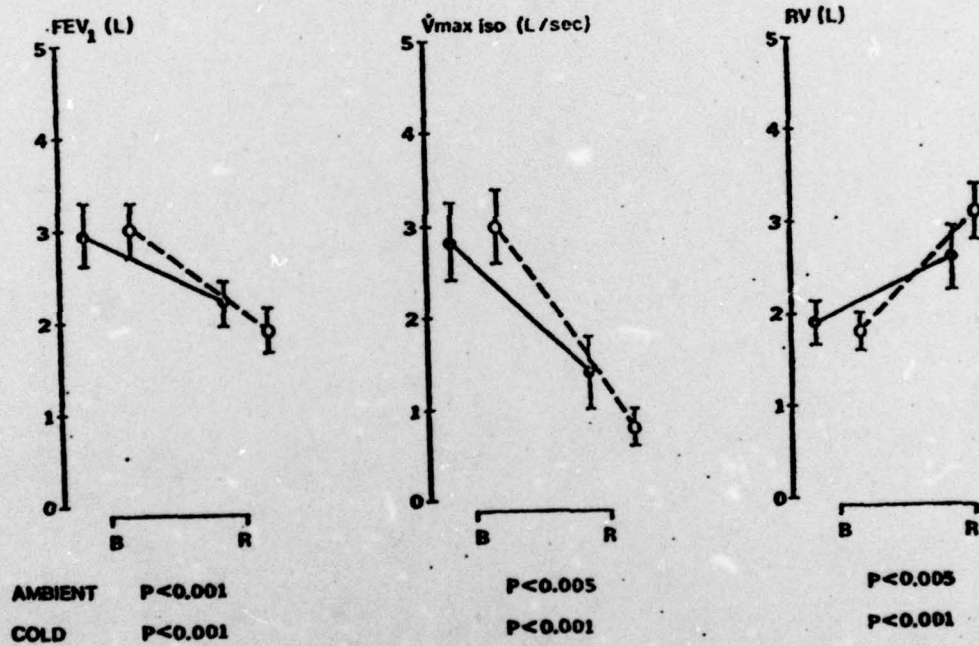 FEV1 (L)
5
4
3
2
1
0
B R
V̇max iso (L/sec)
5
4
3
2
1
0
B R
RV (L)
5
4
3
2
1
0
B R
AMBIENT P<0.001 P<0.005 P<0.005
COLD P<0.001 P<0.001 P<0.001